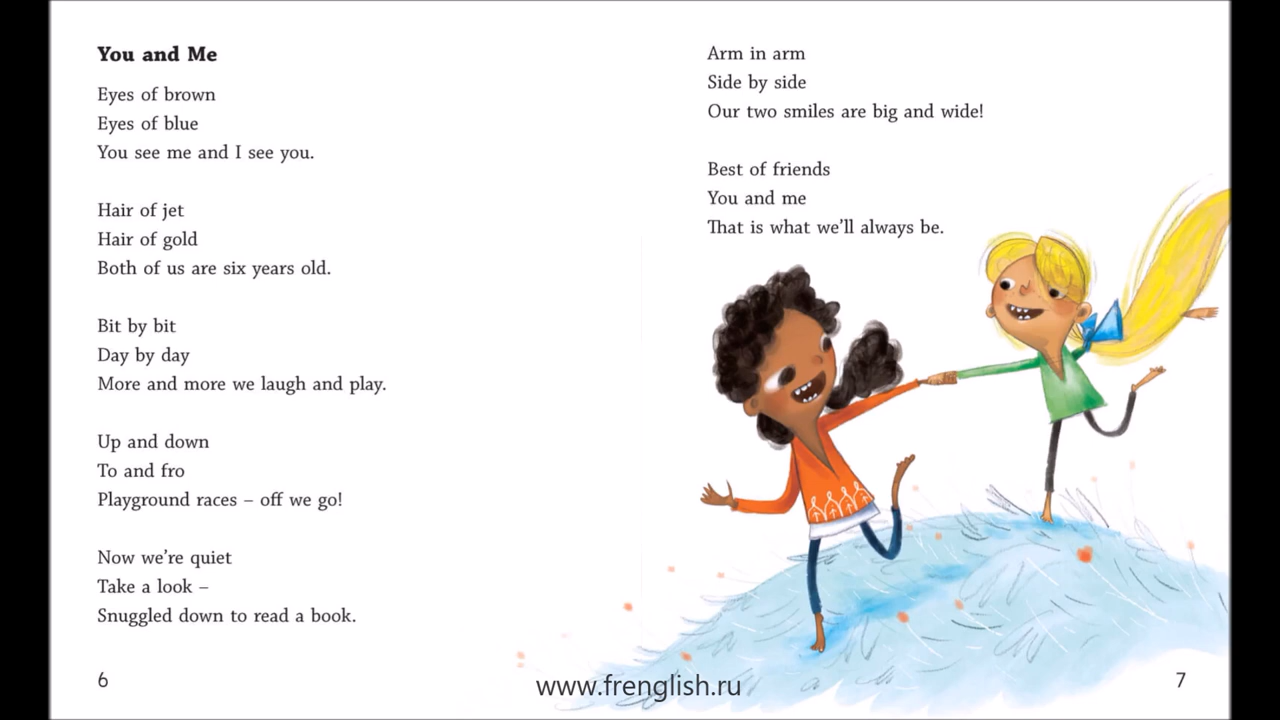 You and Me
Eyes of brown
Eyes of blue
You see me and I see you.
Hair of jet
Hair of gold
Both of us are six years old.
Bit by bit
Day by day
More and more we laugh and play.
Up and down
To and fro
Playground races – off we go!
Now we're quiet
Take a look –
Snuggled down to read a book.
6
Arm in arm
Side by side
Our two smiles are big and wide!
Best of friends
You and me
That is what we'll always be.
7
www.frenglish.ru